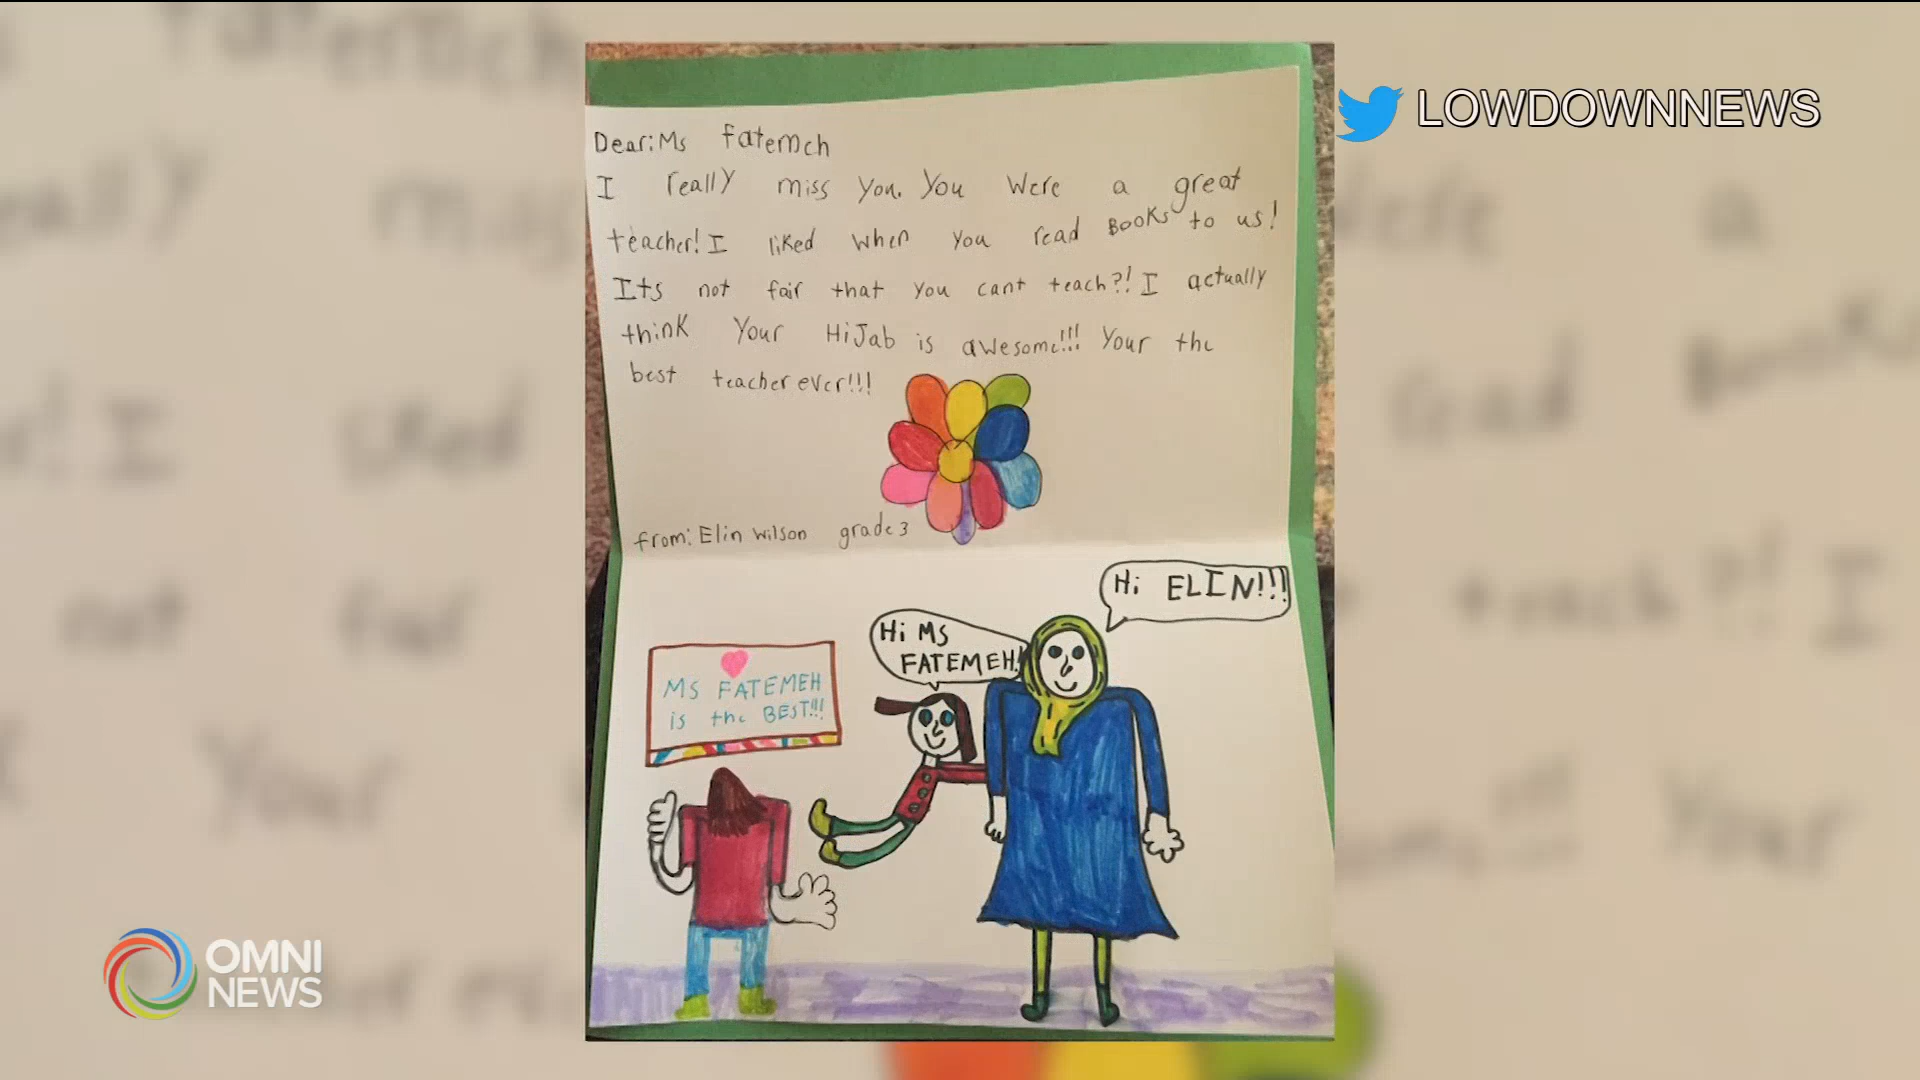 LOWDOWNNEWS
Dear: Ms Fatemeh
I really miss you. You were a great
teacher! I liked when you read Books to us!
Its not fair that you cant teach?! I actually
think Your HiJab is awesome!!! Your the
best teacher ever!!!
from: Elin Wilson grade 3
Hi ELIN!!!
Hi MS
FATEMEH!
MS FATEMEH
is the BEST!!!
OMNI
NEWS